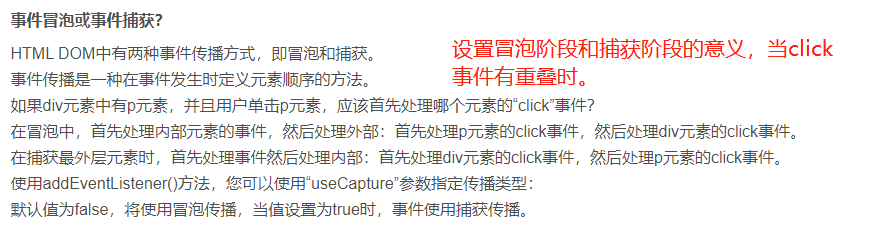 事件冒泡或事件捕获?
HTML DOM中有两种事件传播方式，即冒泡和捕获。
设置冒泡阶段和捕获阶段的意义，当click
事件有重叠时。
事件传播是一种在事件发生时定义元素顺序的方法。
如果div元素中有p元素，并且用户单击p元素，应该首先处理哪个元素的“click”事件?
在冒泡中，首先处理内部元素的事件，然后处理外部：首先处理p元素的click事件，然后处理div元素的click事件。
在捕获最外层元素时，首先处理事件然后处理内部：首先处理div元素的click事件，然后处理p元素的click事件。
使用addEventListener()方法，您可以使用“useCapture”参数指定传播类型：
默认值为false，将使用冒泡传播，当值设置为true时，事件使用捕获传播。